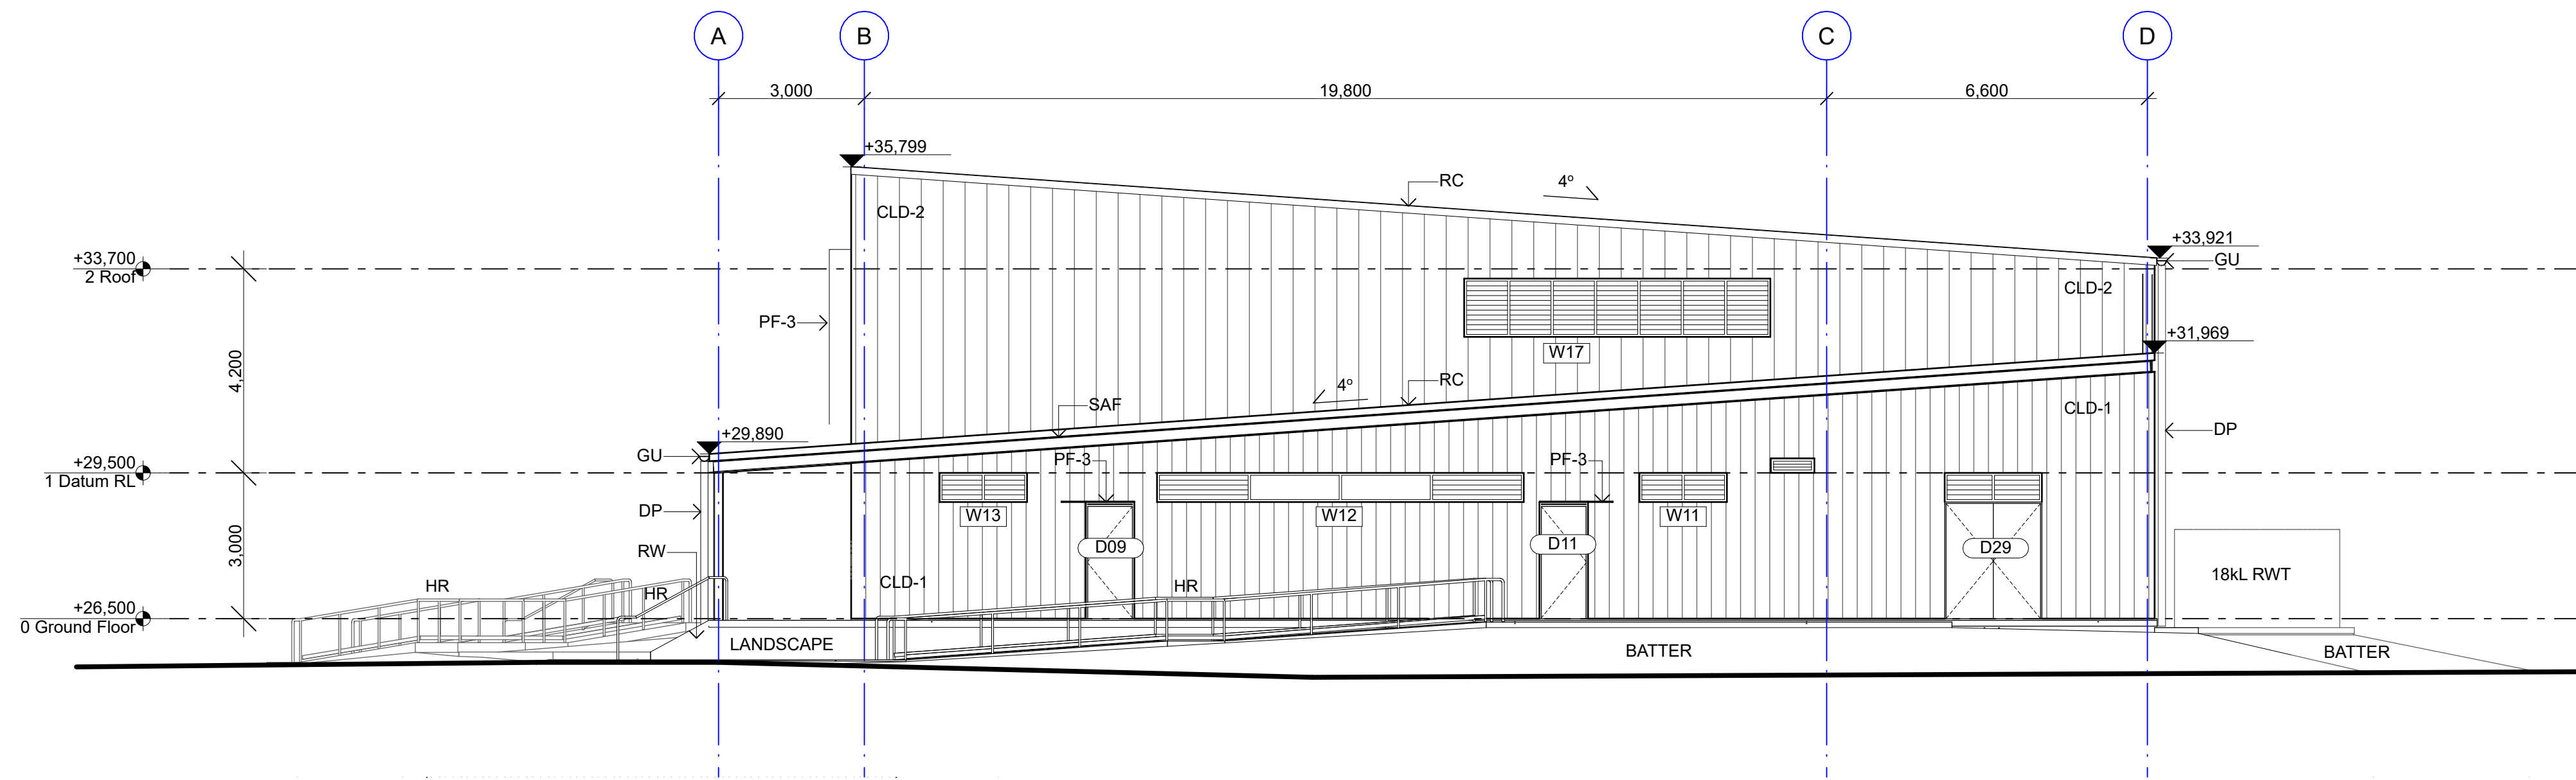 A
B
C
D
3,000
19,800
6,600
+35,799
RC
4º
CLD-2
+33,921
GU
+33,700
2 Roof
CLD-2
PF-3
+31,969
W17
4,200
4º
RC
SAF
CLD-1
+29,890
DP
GU
PF-3
PF-3
+29,500
1 Datum RL
DP
W13
W12
W11
3,000
RW
D09
D11
D29
HR
HR
CLD-1
HR
18kL RWT
+26,500
0 Ground Floor
LANDSCAPE
BATTER
BATTER